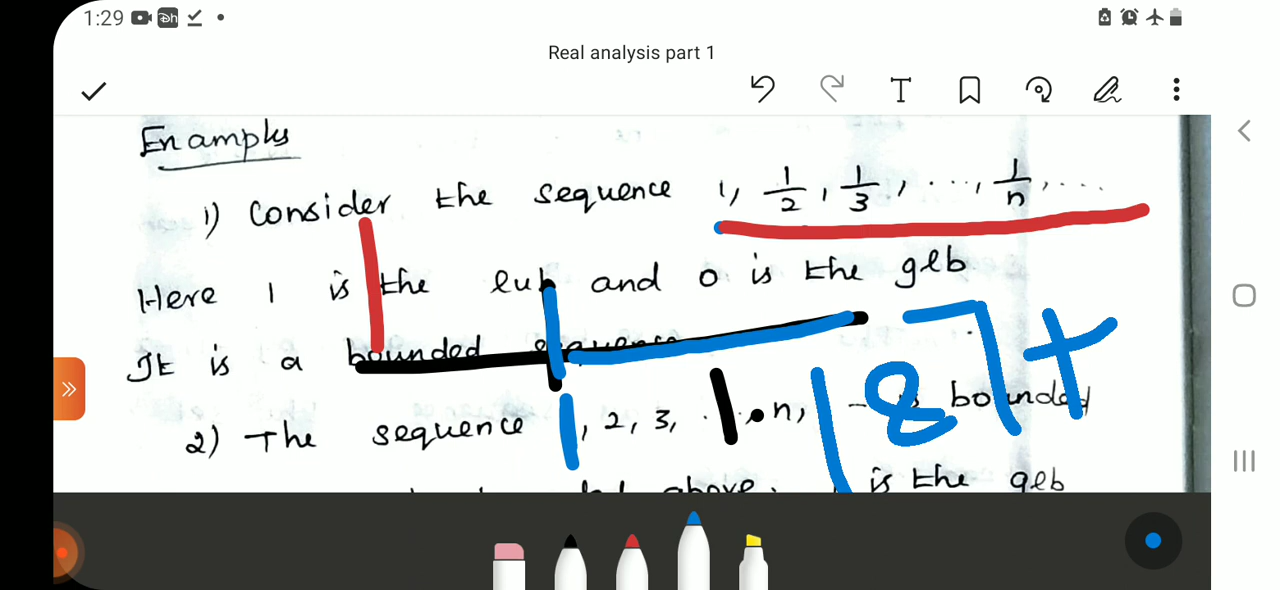 1:29
Real analysis part 1
Examples
1) Consider the sequence 1, 1/2, 1/3, ..., 1/n, ...
Here 1 is the lub and 0 is the glb
It is a bounded sequence
187+
2) The sequence 1, 2, 3, ... n, ... is bounded
above. is the glb